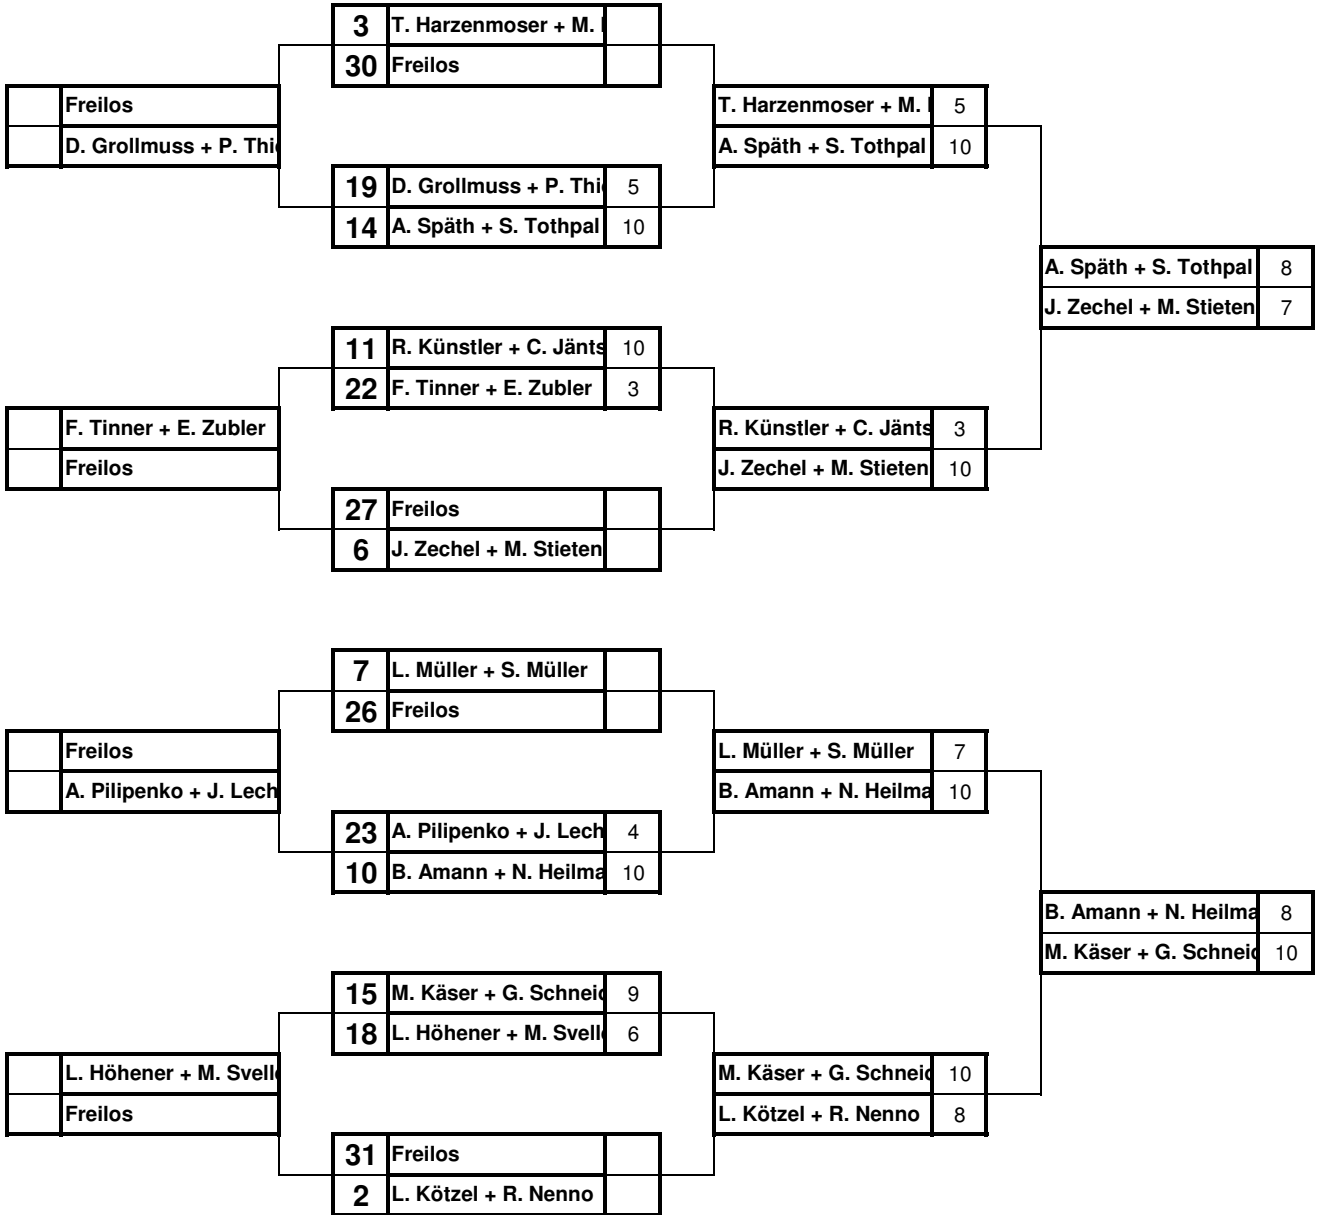 3 T. Harzenmoser + M.
30 Freilos
Freilos
D. Grollmuss + P. Thi
T. Harzenmoser + M. 5
A. Späth + S. Tothpal 10
19 D. Grollmuss + P. Thi 5
14 A. Späth + S. Tothpal 10
A. Späth + S. Tothpal 8
J. Zechel + M. Stieten 7
11 R. Künstler + C. Jänts 10
22 F. Tinner + E. Zubler 3
F. Tinner + E. Zubler
Freilos
R. Künstler + C. Jänts 3
J. Zechel + M. Stieten 10
27 Freilos
6 J. Zechel + M. Stieten
7 L. Müller + S. Müller
26 Freilos
Freilos
A. Pilipenko + J. Lech
L. Müller + S. Müller 7
B. Amann + N. Heilma 10
23 A. Pilipenko + J. Lech 4
10 B. Amann + N. Heilma 10
B. Amann + N. Heilma 8
M. Käser + G. Schneid 10
15 M. Käser + G. Schneid 9
18 L. Höhener + M. Svell 6
L. Höhener + M. Svell
Freilos
M. Käser + G. Schneid 10
L. Kötzel + R. Nenno 8
31 Freilos
2 L. Kötzel + R. Nenno